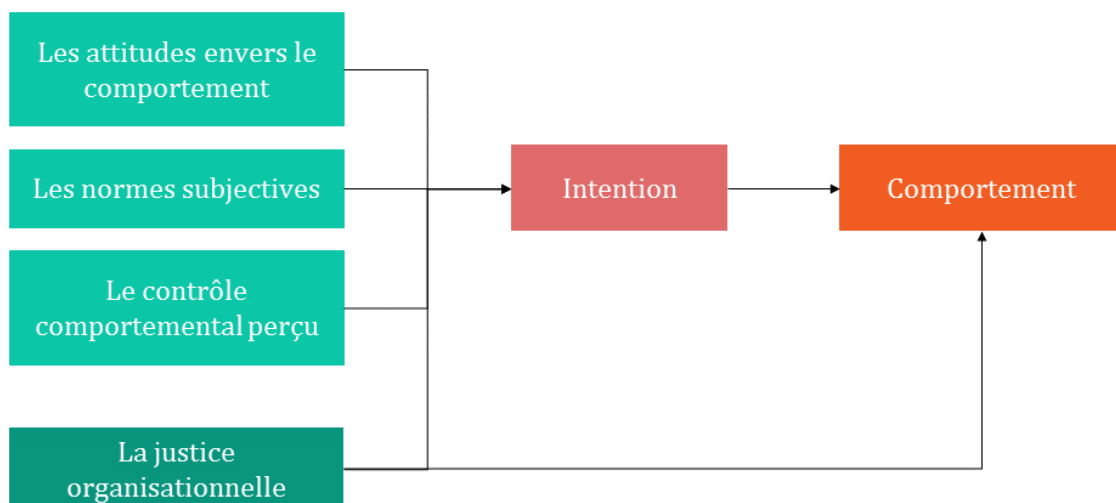 Les attitudes envers le
comportement
Les normes subjectives
Intention
Comportement
Le contrôle
comportemental perçu
La justice
organisationnelle